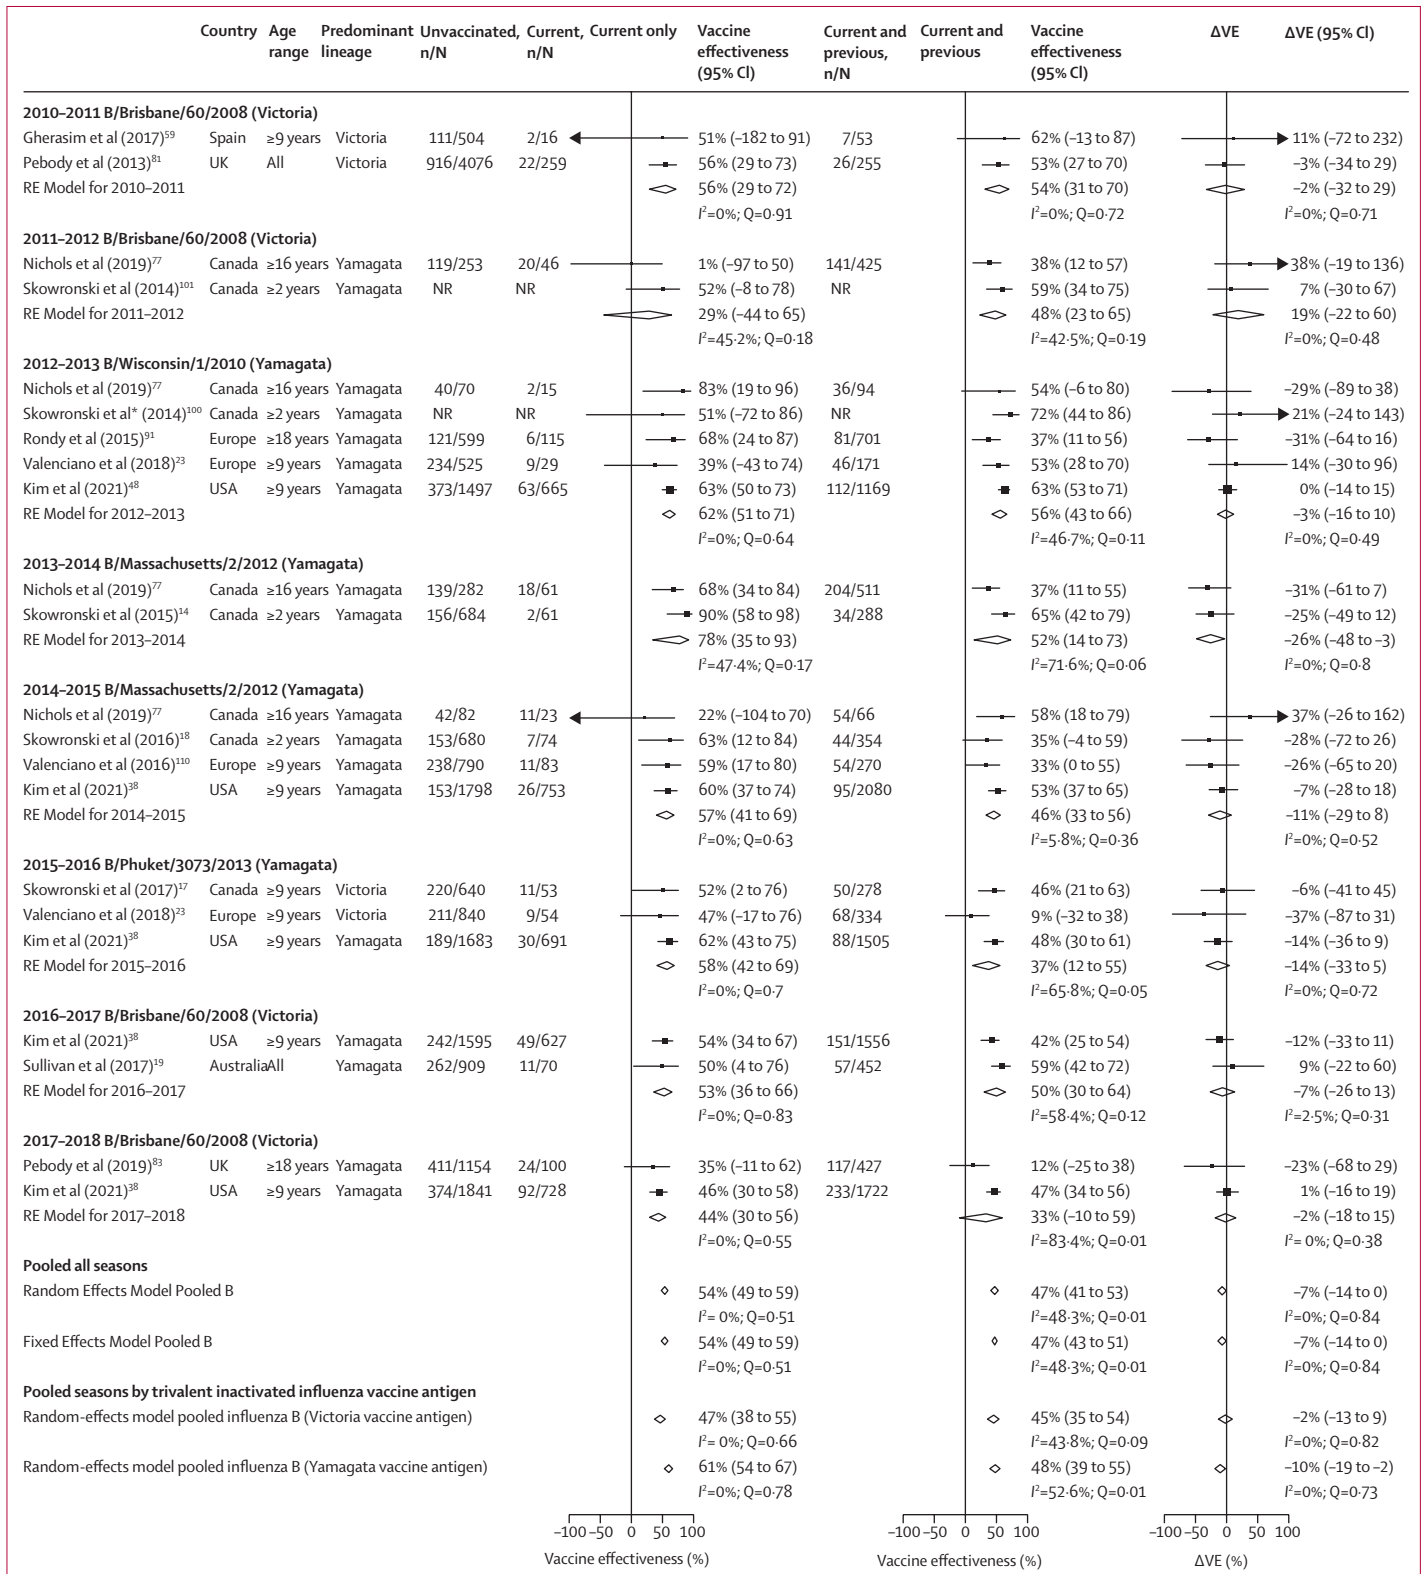 Country Age range Predominant lineage Unvaccinated, n/N Current, n/N Current only Vaccine effectiveness (95% CI) Current and previous, n/N Current and previous Vaccine effectiveness (95% CI) ΔVE ΔVE (95% CI)
2010–2011 B/Brisbane/60/2008 (Victoria)
Gherasim et al (2017)59 Spain ≥9 years Victoria 111/504 2/16 51% (–182 to 91) 7/53 62% (–13 to 87) 11% (–72 to 232)
Pebody et al (2013)81 UK All Victoria 916/4076 22/259 56% (29 to 73) 26/255 53% (27 to 70) –3% (–34 to 29)
RE Model for 2010–2011 56% (29 to 72) 54% (31 to 70) –2% (–32 to 29)
I²=0%; Q=0·91 I²=0%; Q=0·72 I²=0%; Q=0·71
2011–2012 B/Brisbane/60/2008 (Victoria)
Nichols et al (2019)77 Canada ≥16 years Yamagata 119/253 20/46 1% (–97 to 50) 141/425 38% (12 to 57) 38% (–19 to 136)
Skowronski et al (2014)101 Canada ≥2 years Yamagata NR NR 52% (–8 to 78) NR 59% (34 to 75) 7% (–30 to 67)
RE Model for 2011–2012 29% (–44 to 65) 48% (23 to 65) 19% (–22 to 60)
I²=45·2%; Q=0·18 I²=42·5%; Q=0·19 I²=0%; Q=0·48
2012–2013 B/Wisconsin/1/2010 (Yamagata)
Nichols et al (2019)77 Canada ≥16 years Yamagata 40/70 2/15 83% (19 to 96) 36/94 54% (–6 to 80) –29% (–89 to 38)
Skowronski et al* (2014)100 Canada ≥2 years Yamagata NR NR 51% (–72 to 86) NR 72% (44 to 86) 21% (–24 to 143)
Rondy et al (2015)91 Europe ≥18 years Yamagata 121/599 6/115 68% (24 to 87) 81/701 37% (11 to 56) –31% (–64 to 16)
Valenciano et al (2018)23 Europe ≥9 years Yamagata 234/525 9/29 39% (–43 to 74) 46/171 53% (28 to 70) 14% (–30 to 96)
Kim et al (2021)48 USA ≥9 years Yamagata 373/1497 63/665 63% (50 to 73) 112/1169 63% (53 to 71) 0% (–14 to 15)
RE Model for 2012–2013 62% (51 to 71) 56% (43 to 66) –3% (–16 to 10)
I²=0%; Q=0·64 I²=46·7%; Q=0·11 I²=0%; Q=0·49
2013–2014 B/Massachusetts/2/2012 (Yamagata)
Nichols et al (2019)77 Canada ≥16 years Yamagata 139/282 18/61 68% (34 to 84) 204/511 37% (11 to 55) –31% (–61 to 7)
Skowronski et al (2015)14 Canada ≥2 years Yamagata 156/684 2/61 90% (58 to 98) 34/288 65% (42 to 79) –25% (–49 to 12)
RE Model for 2013–2014 78% (35 to 93) 52% (14 to 73) –26% (–48 to –3)
I²=47·4%; Q=0·17 I²=71·6%; Q=0·06 I²=0%; Q=0·8
2014–2015 B/Massachusetts/2/2012 (Yamagata)
Nichols et al (2019)77 Canada ≥16 years Yamagata 42/82 11/23 22% (–104 to 70) 54/66 58% (18 to 79) 37% (–26 to 162)
Skowronski et al (2016)18 Canada ≥2 years Yamagata 153/680 7/74 63% (12 to 84) 44/354 35% (–4 to 59) –28% (–72 to 26)
Valenciano et al (2016)110 Europe ≥9 years Yamagata 238/790 11/83 59% (17 to 80) 54/270 33% (0 to 55) –26% (–65 to 20)
Kim et al (2021)38 USA ≥9 years Yamagata 153/1798 26/753 60% (37 to 74) 95/2080 53% (37 to 65) –7% (–28 to 18)
RE Model for 2014–2015 57% (41 to 69) 46% (33 to 56) –11% (–29 to 8)
I²=0%; Q=0·63 I²=5·8%; Q=0·36 I²=0%; Q=0·52
2015–2016 B/Phuket/3073/2013 (Yamagata)
Skowronski et al (2017)17 Canada ≥9 years Victoria 220/640 11/53 52% (2 to 76) 50/278 46% (21 to 63) –6% (–41 to 45)
Valenciano et al (2018)23 Europe ≥9 years Victoria 211/840 9/54 47% (–17 to 76) 68/334 9% (–32 to 38) –37% (–87 to 31)
Kim et al (2021)38 USA ≥9 years Yamagata 189/1683 30/691 62% (43 to 75) 88/1505 48% (30 to 61) –14% (–36 to 9)
RE Model for 2015–2016 58% (42 to 69) 37% (12 to 55) –14% (–33 to 5)
I²=0%; Q=0·7 I²=65·8%; Q=0·05 I²=0%; Q=0·72
2016–2017 B/Brisbane/60/2008 (Victoria)
Kim et al (2021)38 USA ≥9 years Yamagata 242/1595 49/627 54% (34 to 67) 151/1556 42% (25 to 54) –12% (–33 to 11)
Sullivan et al (2017)19 Australia All Yamagata 262/909 11/70 50% (4 to 76) 57/452 59% (42 to 72) 9% (–22 to 60)
RE Model for 2016–2017 53% (36 to 66) 50% (30 to 64) –7% (–26 to 13)
I²=0%; Q=0·83 I²=58·4%; Q=0·12 I²=2·5%; Q=0·31
2017–2018 B/Brisbane/60/2008 (Victoria)
Pebody et al (2019)83 UK ≥18 years Yamagata 411/1154 24/100 35% (–11 to 62) 117/427 12% (–25 to 38) –23% (–68 to 29)
Kim et al (2021)38 USA ≥9 years Yamagata 374/1841 92/728 46% (30 to 58) 233/1722 47% (34 to 56) 1% (–16 to 19)
RE Model for 2017–2018 44% (30 to 56) 33% (–10 to 59) –2% (–18 to 15)
I²=0%; Q=0·55 I²=83·4%; Q=0·01 I²= 0%; Q=0·38
Pooled all seasons
Random Effects Model Pooled B 54% (49 to 59) 47% (41 to 53) –7% (–14 to 0)
I²= 0%; Q=0·51 I²=48·3%; Q=0·01 I²=0%; Q=0·84
Fixed Effects Model Pooled B 54% (49 to 59) 47% (43 to 51) –7% (–14 to 0)
I²=0%; Q=0·51 I²=48·3%; Q=0·01 I²=0%; Q=0·84
Pooled seasons by trivalent inactivated influenza vaccine antigen
Random-effects model pooled influenza B (Victoria vaccine antigen) 47% (38 to 55) 45% (35 to 54) –2% (–13 to 9)
I²= 0%; Q=0·66 I²=43·8%; Q=0·09 I²=0%; Q=0·82
Random-effects model pooled influenza B (Yamagata vaccine antigen) 61% (54 to 67) 48% (39 to 55) –10% (–19 to –2)
I²=0%; Q=0·78 I²=52·6%; Q=0·01 I²=0%; Q=0·73
–100 –50 0 50 100 –100 –50 0 50 100 –100 –50 0 50 100
Vaccine effectiveness (%) Vaccine effectiveness (%) ΔVE (%)